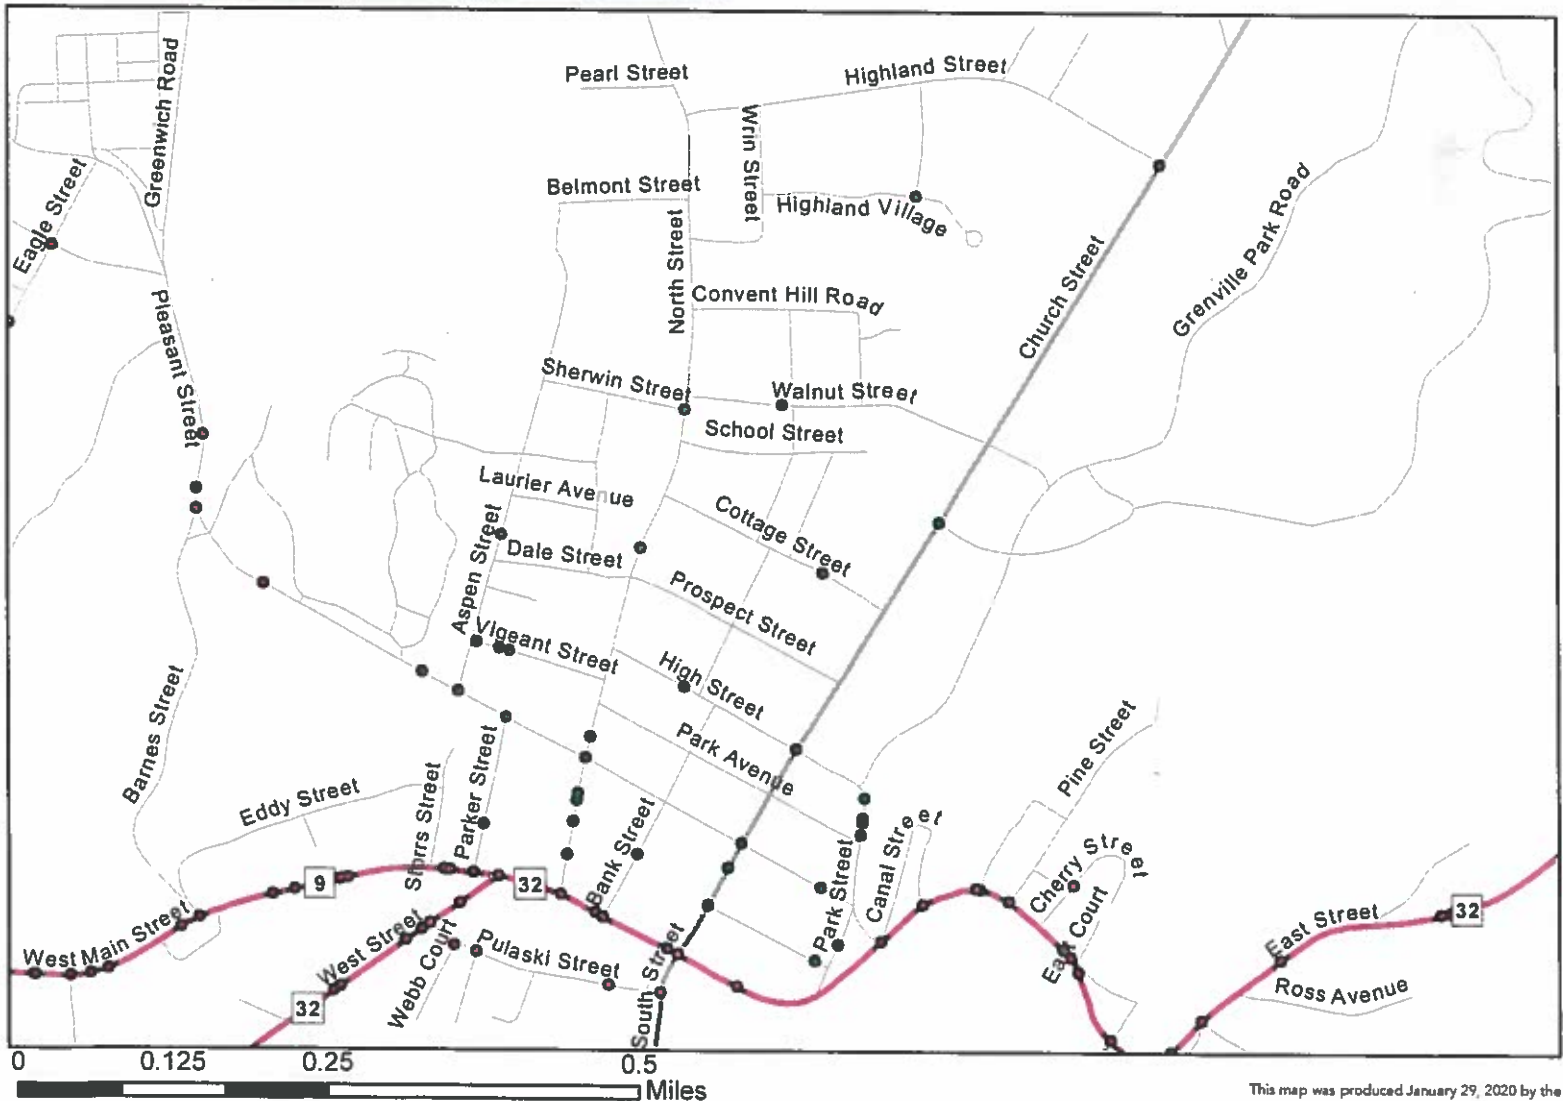 Pearl Street
Highland Street
Greenwich Road
Wrin Street
Eagle Street
Belmont Street
Highland Village
Grenville Park Road
North Street
Church Street
Convent Hill Road
Pleasant Street
Sherwin Street
Walnut Street
School Street
Laurier Avenue
Cottage Street
Aspen Street
Dale Street
Prospect Street
Vigeant Street
High Street
Barnes Street
Park Avenue
Pine Street
Eddy Street
Storrs Street
Parker Street
Bank Street
Canal Street
Cherry Street
9
32
Park Street
East Court
32
West Main Street
West Street
Webb Court
Pulaski Street
South Street
East Street
Ross Avenue
32
0 0.125 0.25 0.5
Miles
This map was produced January 29, 2020 by the